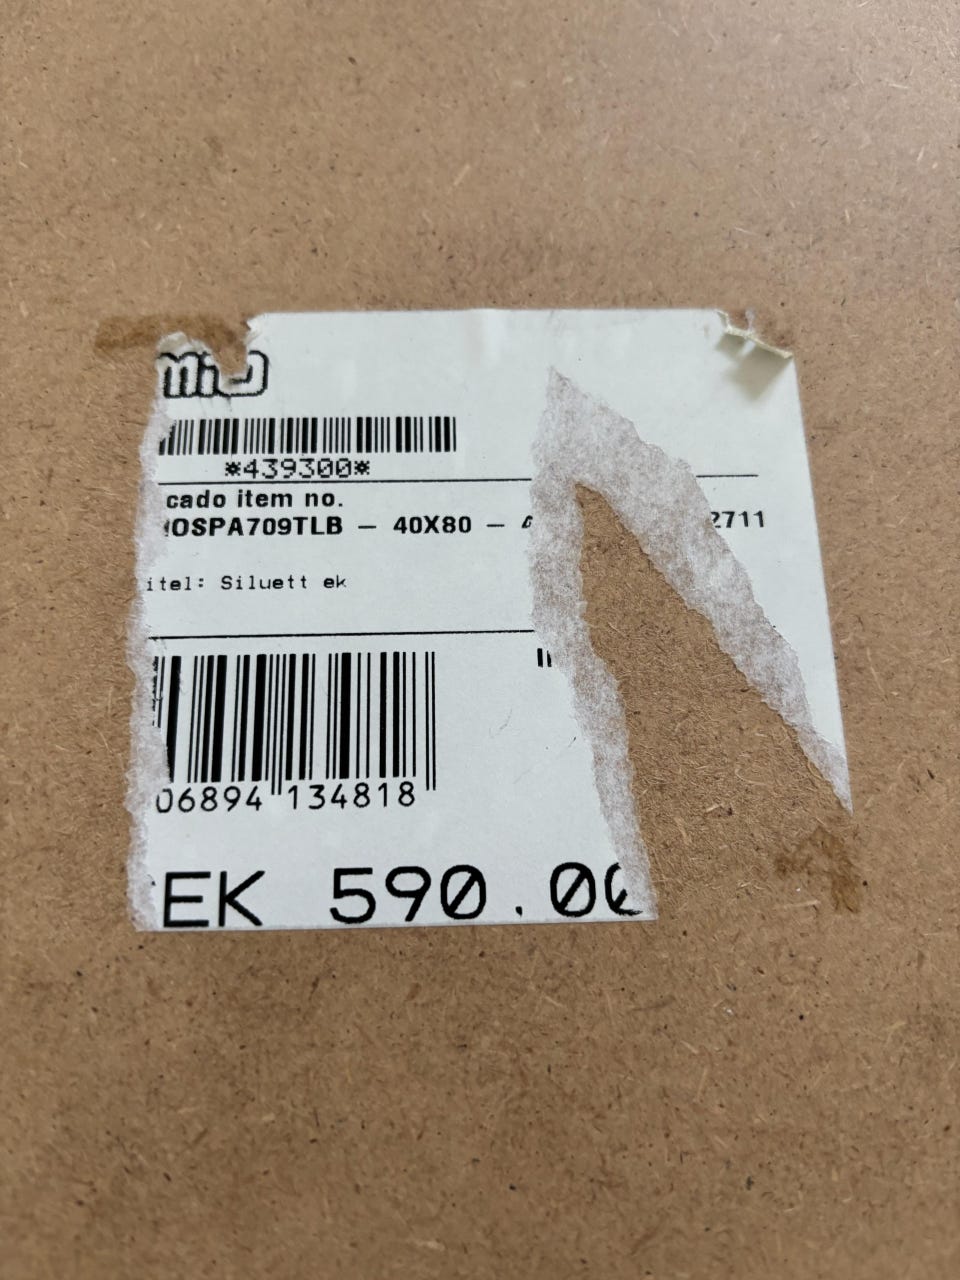 *439300*
cado item no.
OSPA709TLB – 40X80 – 2711
itel: Siluett ek
06894 134818
EK 590.00